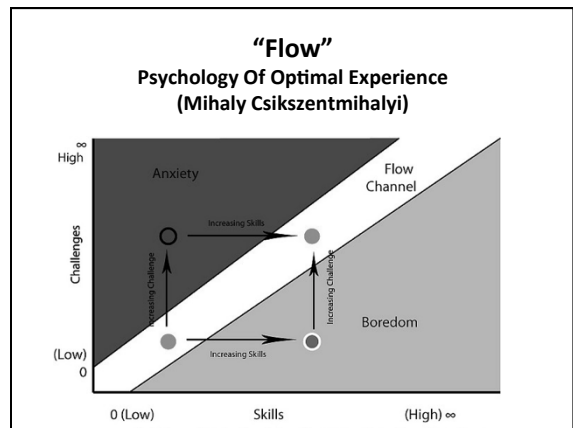 “Flow”
Psychology Of Optimal Experience
(Mihaly Csikszentmihalyi)
∞
High
Anxiety
Flow
Channel
Increasing Skills
Challenges
Increasing Challenge
Increasing Challenge
Boredom
(Low)
0
Increasing Skills
0 (Low)
Skills
(High) ∞